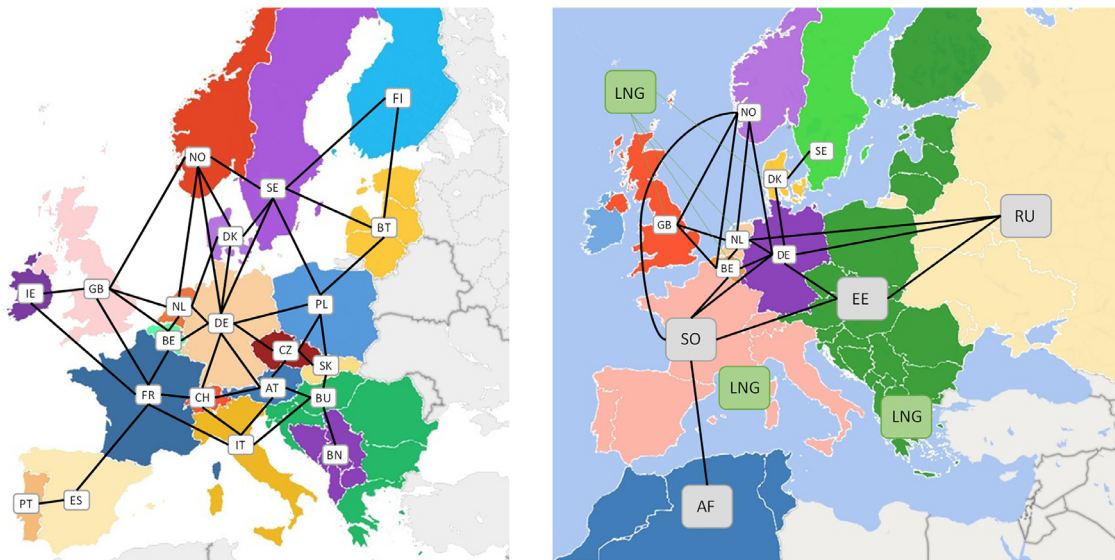 FI
NO
SE
BT
DK
IE
GB
NL
PL
DE
BE
CZ
SK
AT
FR
CH
BU
IT
BN
PT
ES
LNG
NO
SE
DK
RU
GB
NL
DE
BE
EE
SO
LNG
LNG
AF